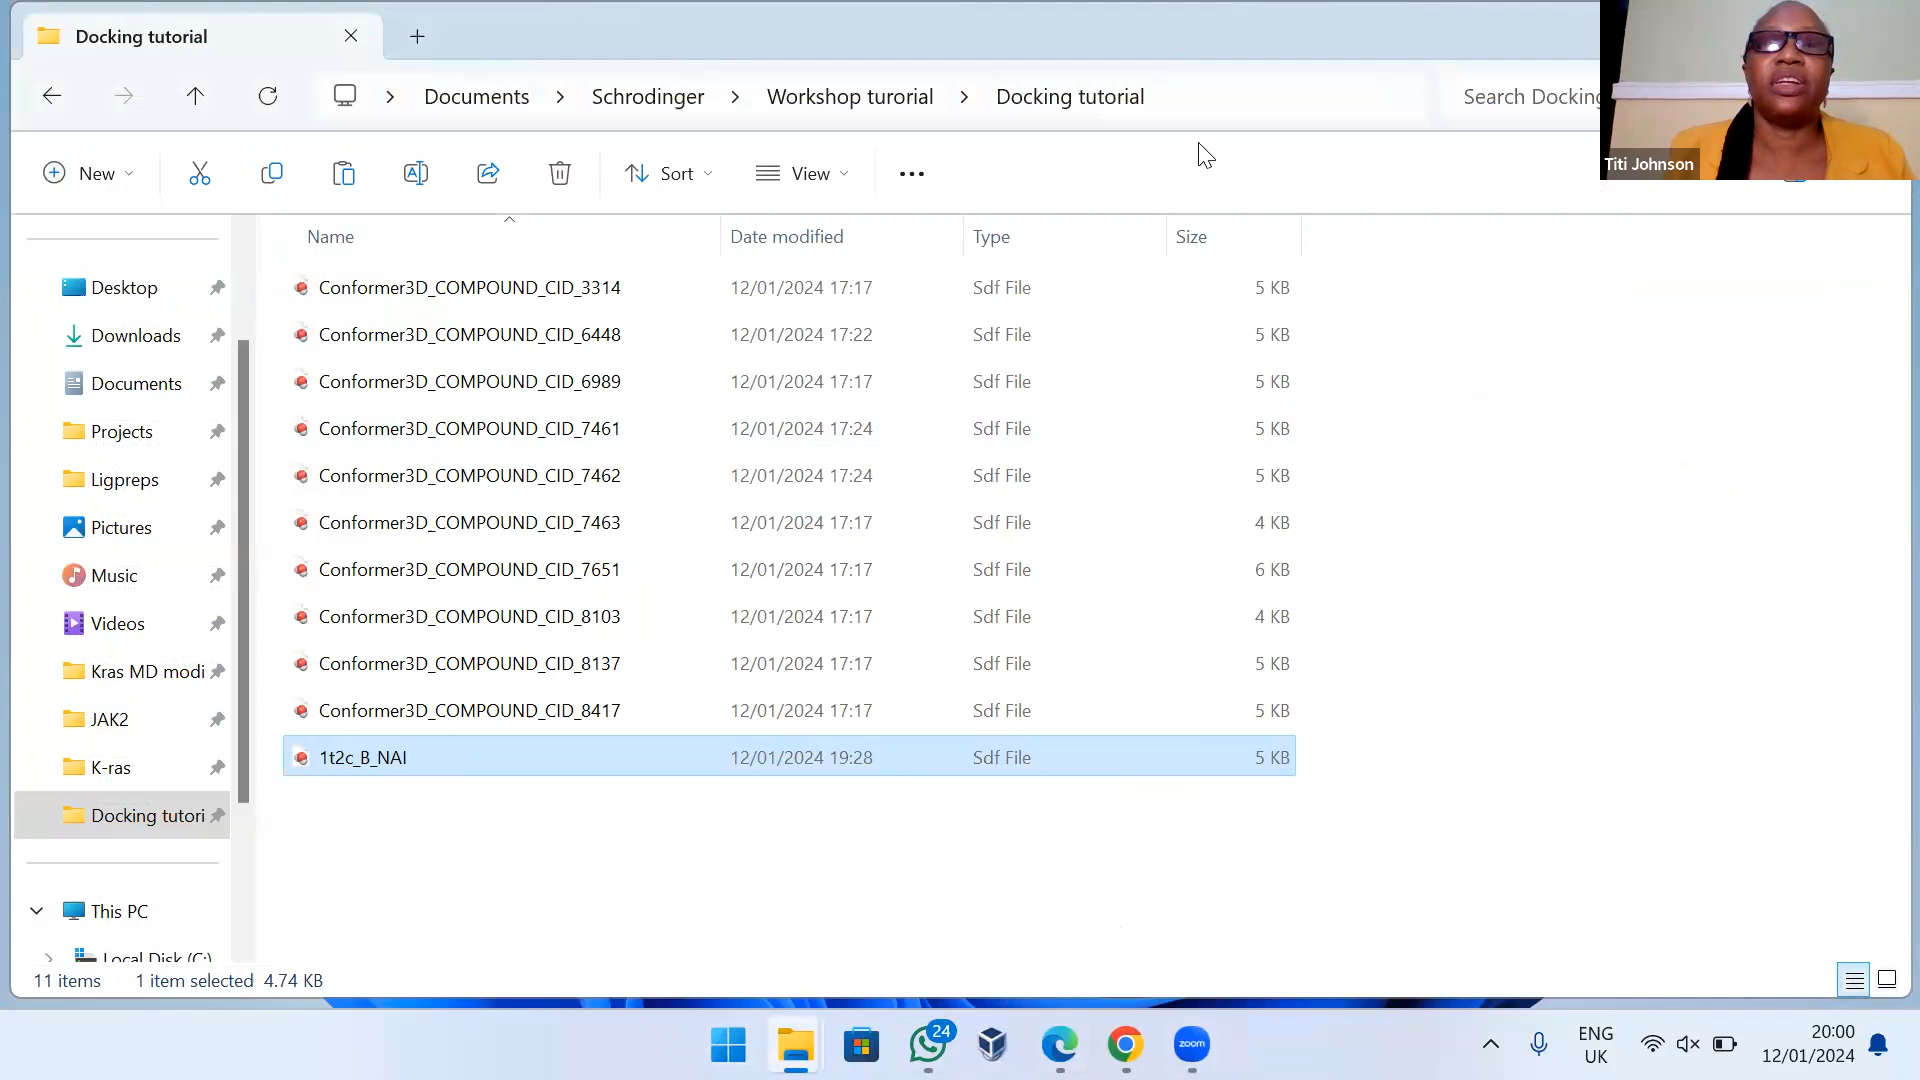 Docking tutorial
Documents > Schrodinger > Workshop turorial > Docking tutorial
Search Docking
Titi Johnson
New
Sort
View
Name Date modified Type Size
Conformer3D_COMPOUND_CID_3314 12/01/2024 17:17 Sdf File 5 KB
Conformer3D_COMPOUND_CID_6448 12/01/2024 17:22 Sdf File 5 KB
Conformer3D_COMPOUND_CID_6989 12/01/2024 17:17 Sdf File 5 KB
Conformer3D_COMPOUND_CID_7461 12/01/2024 17:24 Sdf File 5 KB
Conformer3D_COMPOUND_CID_7462 12/01/2024 17:24 Sdf File 5 KB
Conformer3D_COMPOUND_CID_7463 12/01/2024 17:17 Sdf File 4 KB
Conformer3D_COMPOUND_CID_7651 12/01/2024 17:17 Sdf File 6 KB
Conformer3D_COMPOUND_CID_8103 12/01/2024 17:17 Sdf File 4 KB
Conformer3D_COMPOUND_CID_8137 12/01/2024 17:17 Sdf File 5 KB
Conformer3D_COMPOUND_CID_8417 12/01/2024 17:17 Sdf File 5 KB
1t2c_B_NAI 12/01/2024 19:28 Sdf File 5 KB
Desktop
Downloads
Documents
Projects
Ligpreps
Pictures
Music
Videos
Kras MD modi
JAK2
K-ras
Docking tutori
This PC
Local Disk (C:)
11 items 1 item selected 4.74 KB
24
zoom
ENG
UK
20:00
12/01/2024